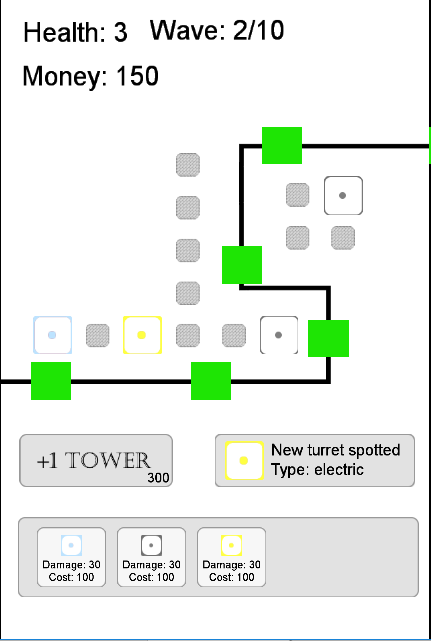 Health: 3 Wave: 2/10
Money: 150
+1 TOWER
300
New turret spotted
Type: electric
Damage: 30
Cost: 100
Damage: 30
Cost: 100
Damage: 30
Cost: 100